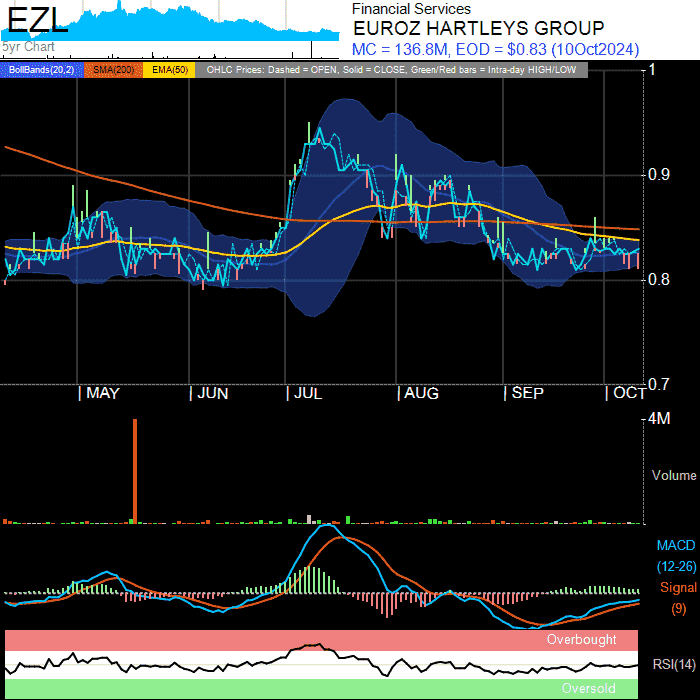 EZL
5yr Chart
Financial Services
EUROZ HARTLEYS GROUP
MC = 136.8M, EOD = $0.83 (10Oct2024)
BollBands(20,2) SMA(200) EMA(50) OHLC Prices: Dashed = OPEN, Solid = CLOSE, Green/Red bars = Intra-day HIGH/LOW
1
0.9
0.8
0.7
| MAY | JUN | JUL | AUG | SEP | OCT
4M
Volume
MACD
(12-26)
Signal
(9)
Overbought
RSI(14)
Oversold